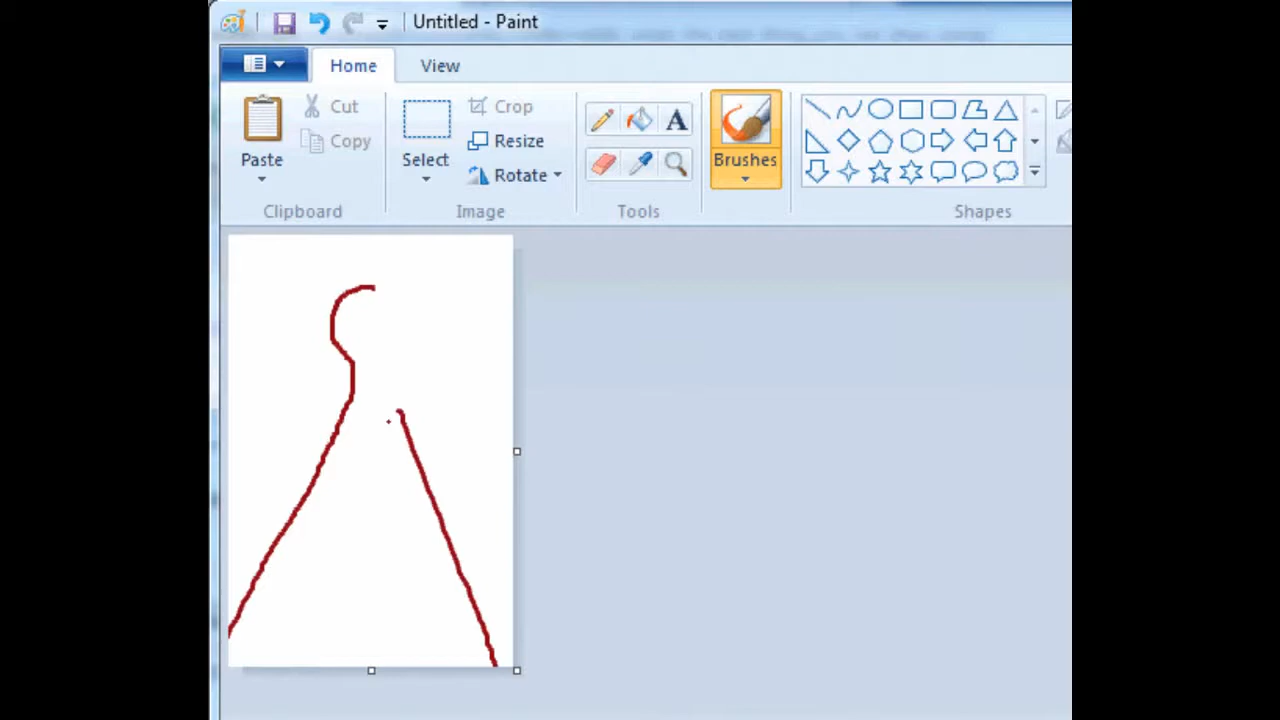 Untitled - Paint
Home View
Cut
Copy
Paste
Clipboard
Crop
Resize
Rotate
Select
Image
A
Tools
Brushes
Shapes